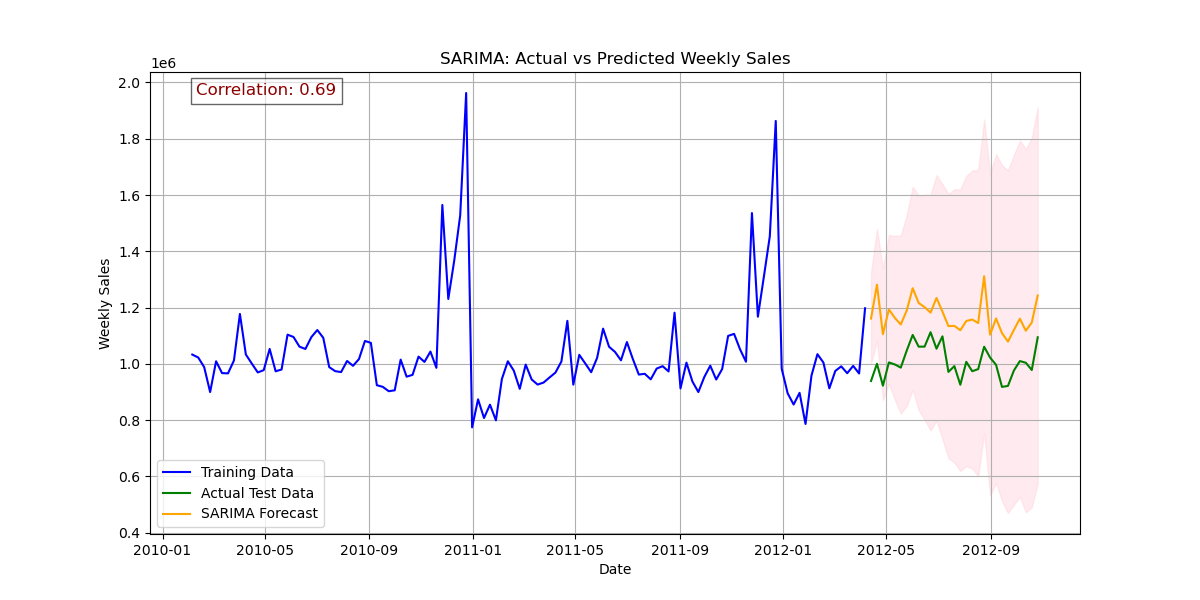 SARIMA: Actual vs Predicted Weekly Sales
1e6
Correlation: 0.69
2.0
1.8
1.6
1.4
1.2
1.0
0.8
0.6
0.4
Weekly Sales
Training Data
Actual Test Data
SARIMA Forecast
2010-01 2010-05 2010-09 2011-01 2011-05 2011-09 2012-01 2012-05 2012-09
Date